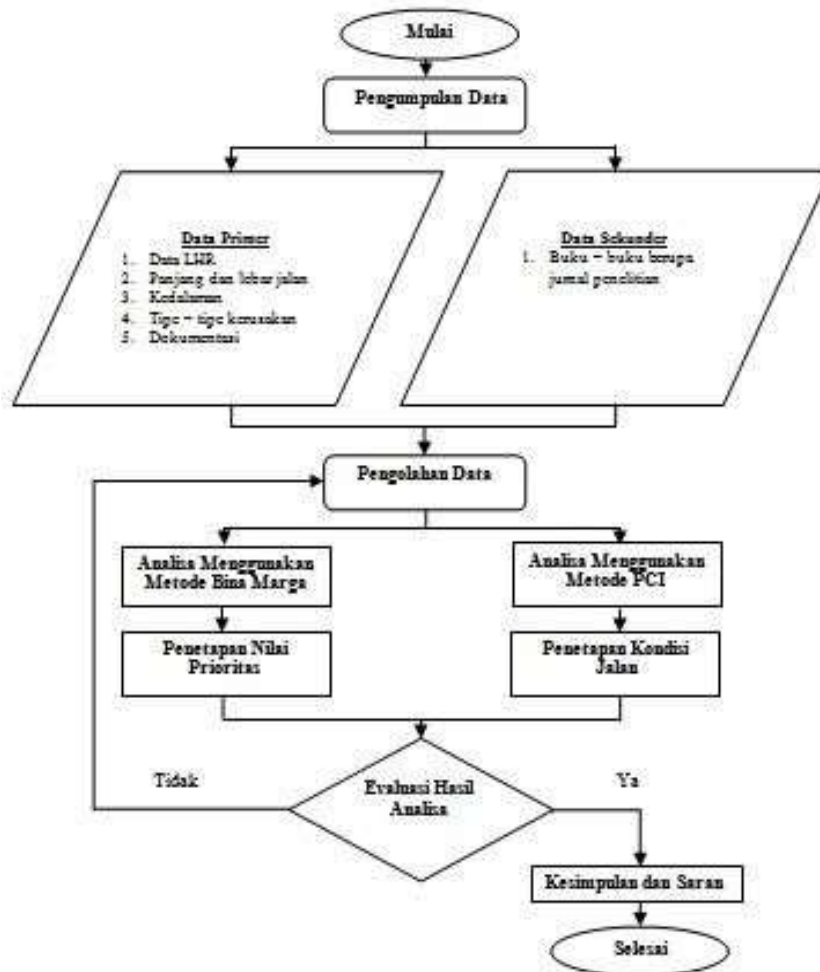 Mulai
Pengumpulan Data
Data Primer
1. Data LHR
2. Panjang dan lebar jalan
3. Kedalaman
4. Tipe – tipe kerusakan
5. Dokumentasi
Data Sekunder
1. Buku – buku berupa
jurnal penelitian
Pengolahan Data
Analisa Menggunakan
Metode Bina Marga
Analisa Menggunakan
Metode PCI
Penetapan Nilai
Prioritas
Penetapan Kondisi
Jalan
Tidak
Evaluasi Hasil
Analisa
Ya
Kesimpulan dan Saran
Selesai